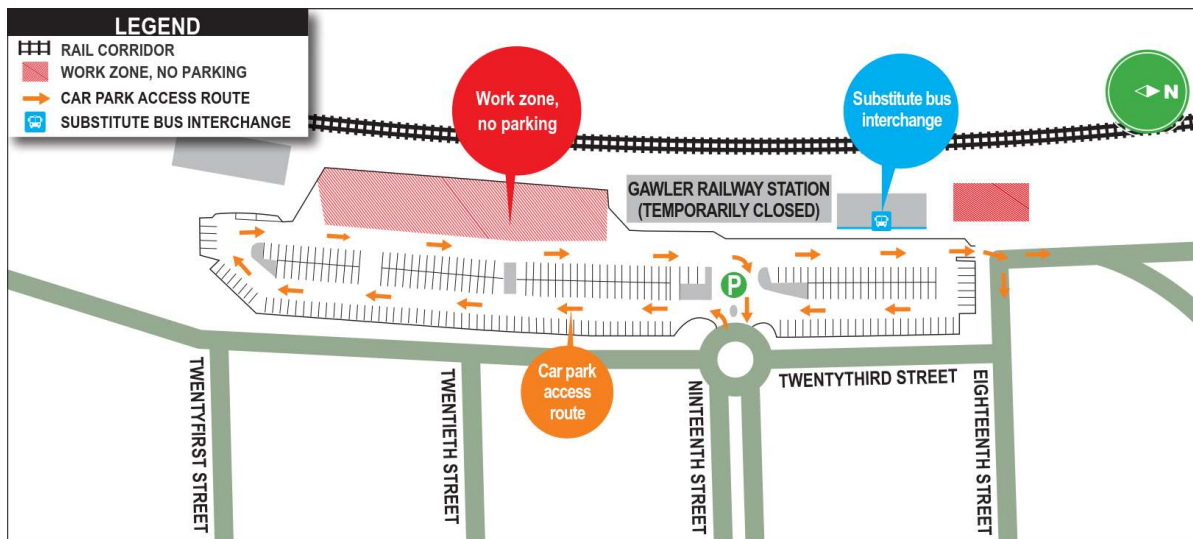 LEGEND
RAIL CORRIDOR
WORK ZONE, NO PARKING
CAR PARK ACCESS ROUTE
SUBSTITUTE BUS INTERCHANGE
Work zone,
no parking
Substitute bus
interchange
N
GAWLER RAILWAY STATION
(TEMPORARILY CLOSED)
P
Car park
access
route
TWENTYTHIRD STREET
TWENTYFIRST STREET
TWENTIETH STREET
NINTEENTH STREET
EIGHTEENTH STREET